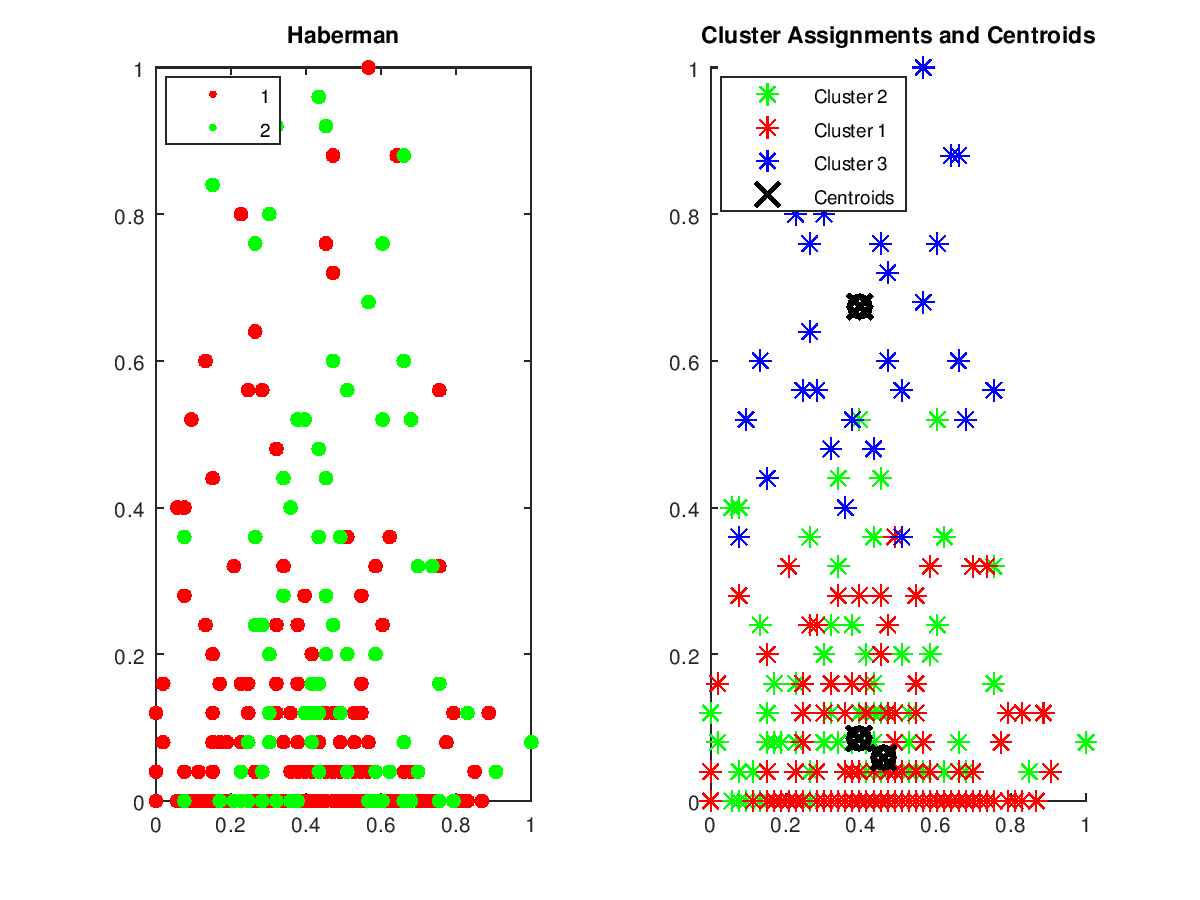 Haberman
1
2
1
0.8
0.6
0.4
0.2
0
0 0.2 0.4 0.6 0.8 1
Cluster Assignments and Centroids
Cluster 2
Cluster 1
Cluster 3
Centroids
1
0.8
0.6
0.4
0.2
0
0 0.2 0.4 0.6 0.8 1